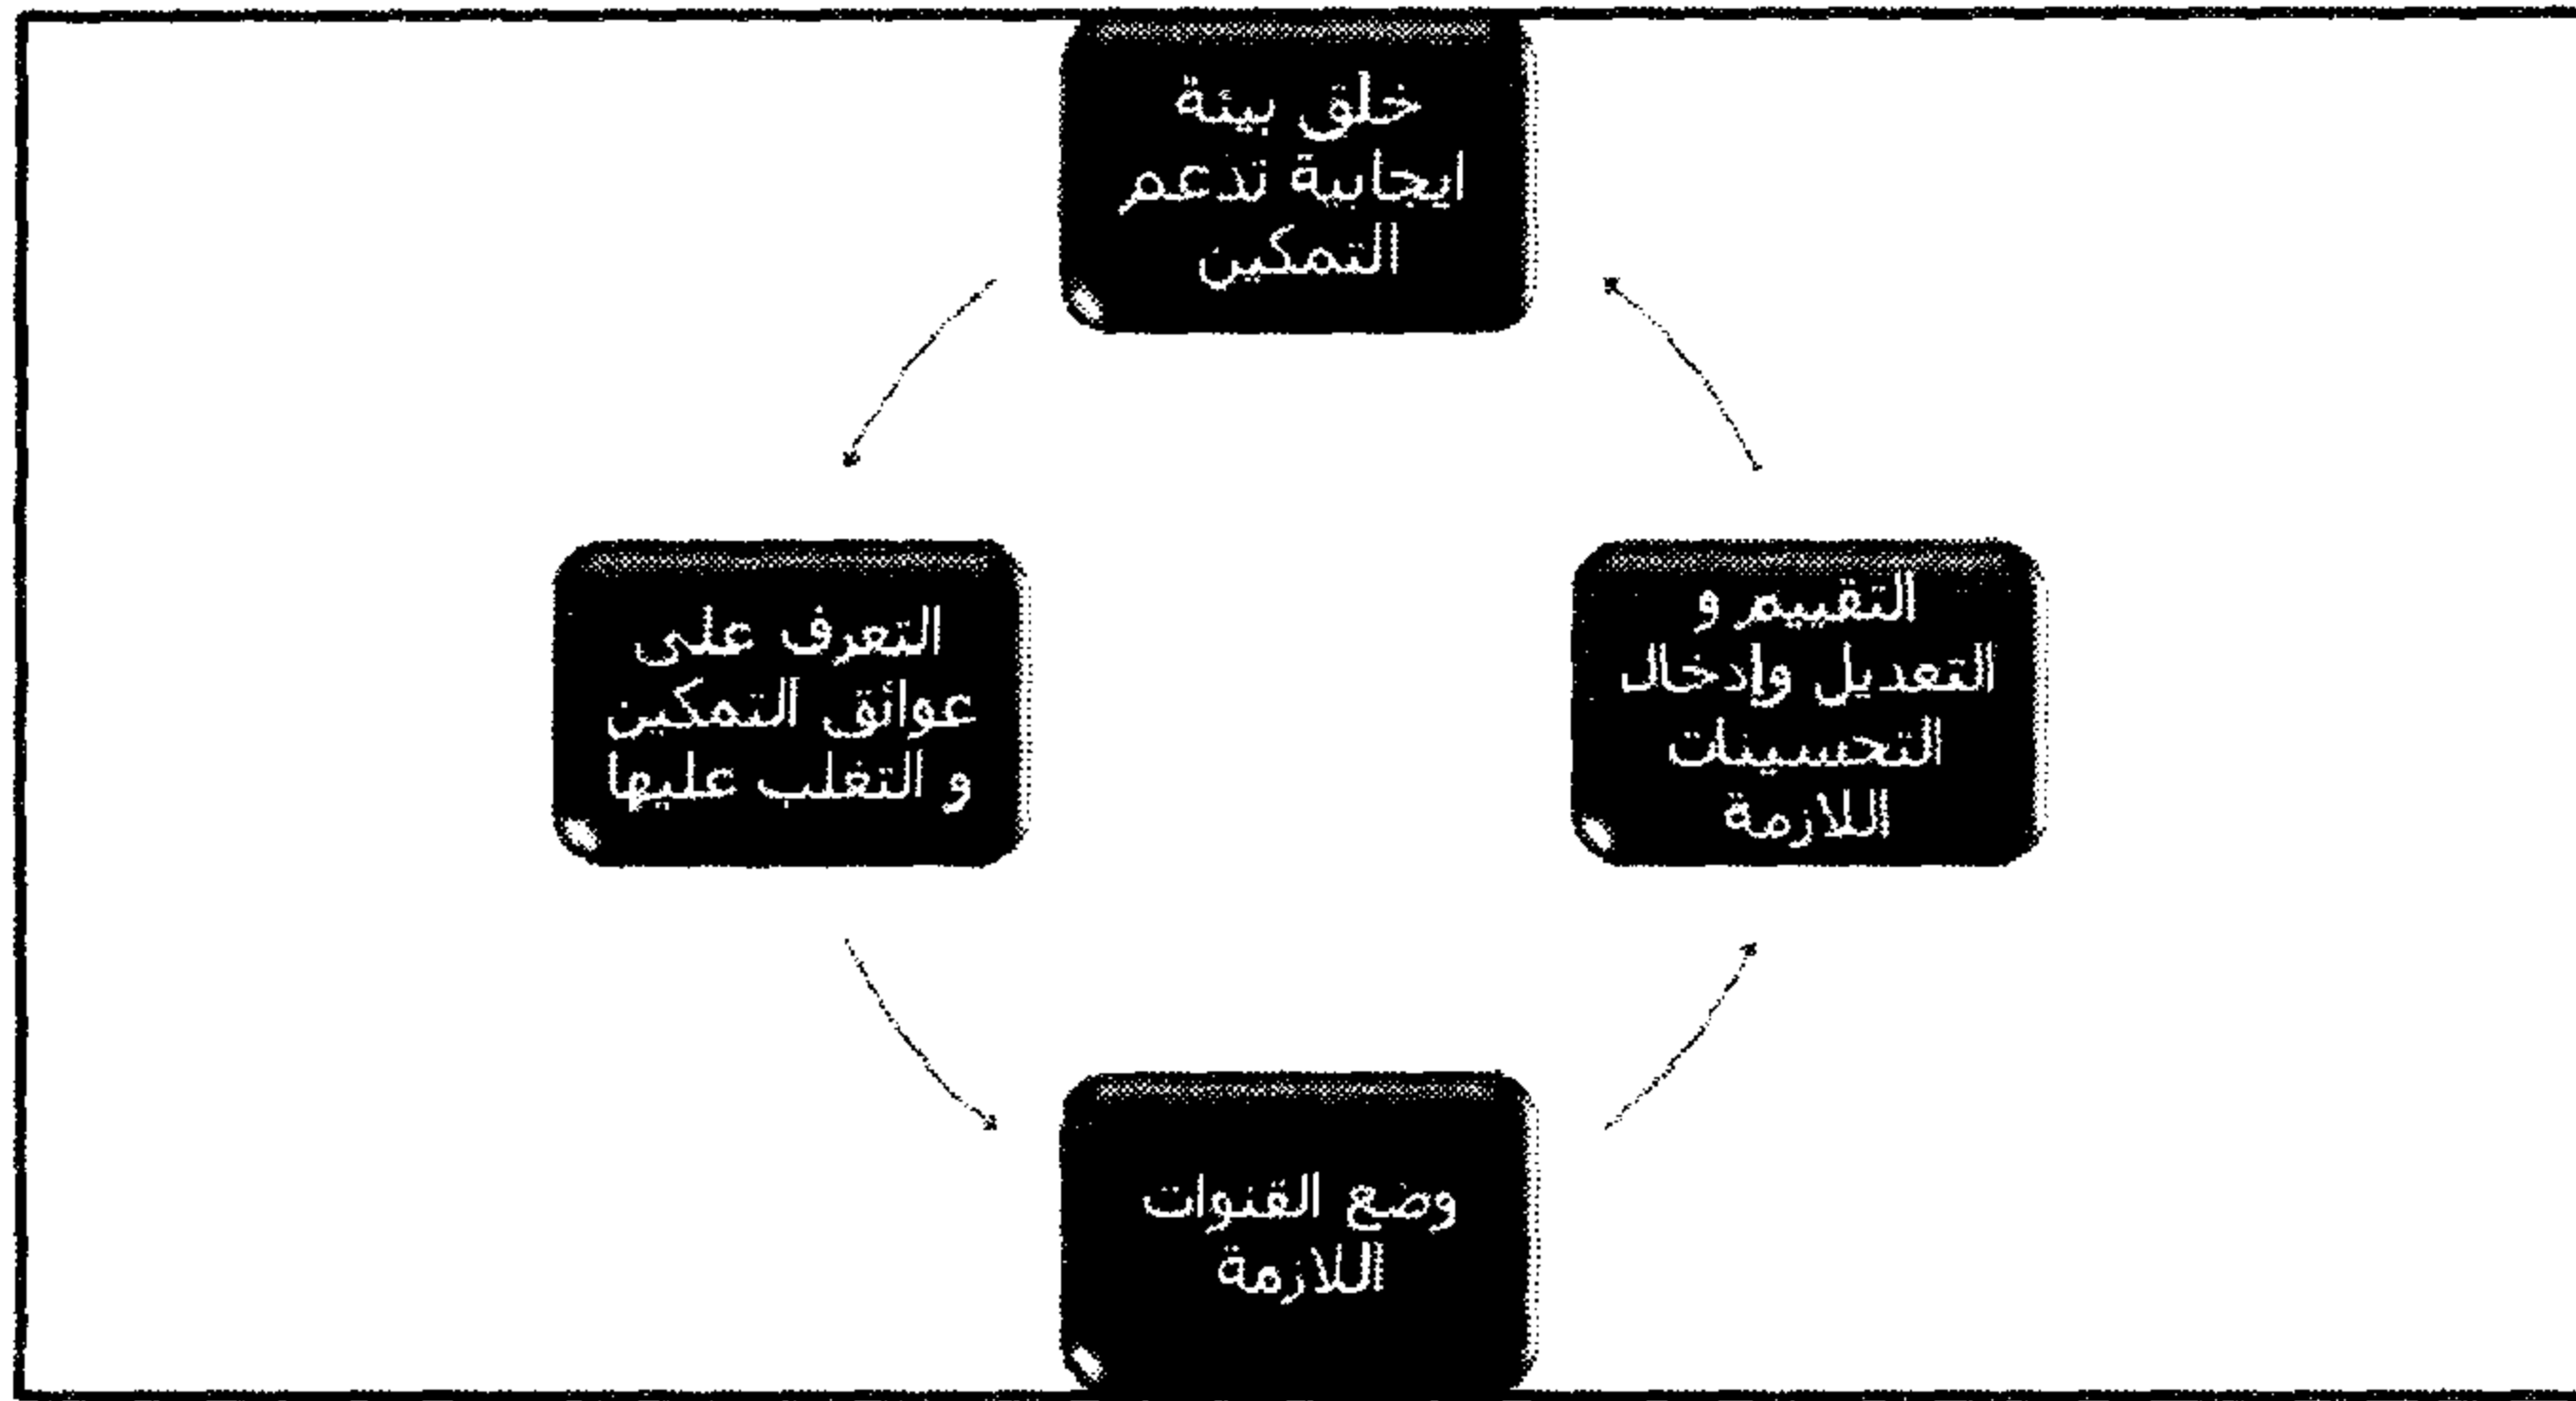 خلق بيئة
ايجابية تدعم
التمكين
التقييم و
التعديل وإدخال
التحسينات
اللازمة
التعرف على
عوائق التمكين
و التغلب عليها
وضع القنوات
اللازمة